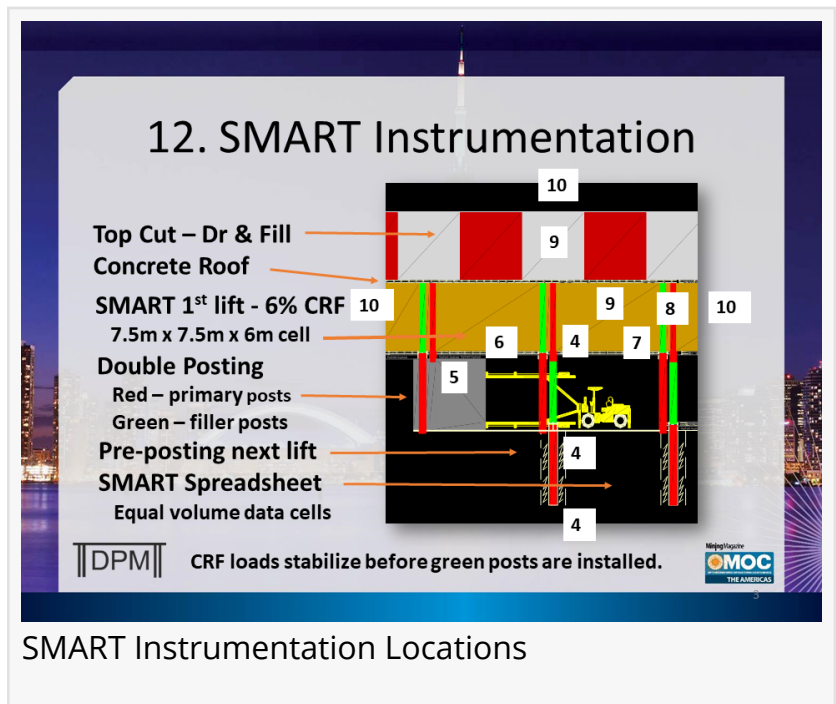 12. SMART Instrumentation
10
Top Cut – Dr & Fill
9
Concrete Roof
SMART 1st lift - 6% CRF
10
9
8
10
7.5m x 7.5m x 6m cell
6
4
7
Double Posting
5
Red – primary posts
Green – filler posts
Pre-posting next lift
4
SMART Spreadsheet
Equal volume data cells
4
DPM
CRF loads stabilize before green posts are installed.
MiningMagazine
MOC
THE AMERICAS
3
SMART Instrumentation Locations